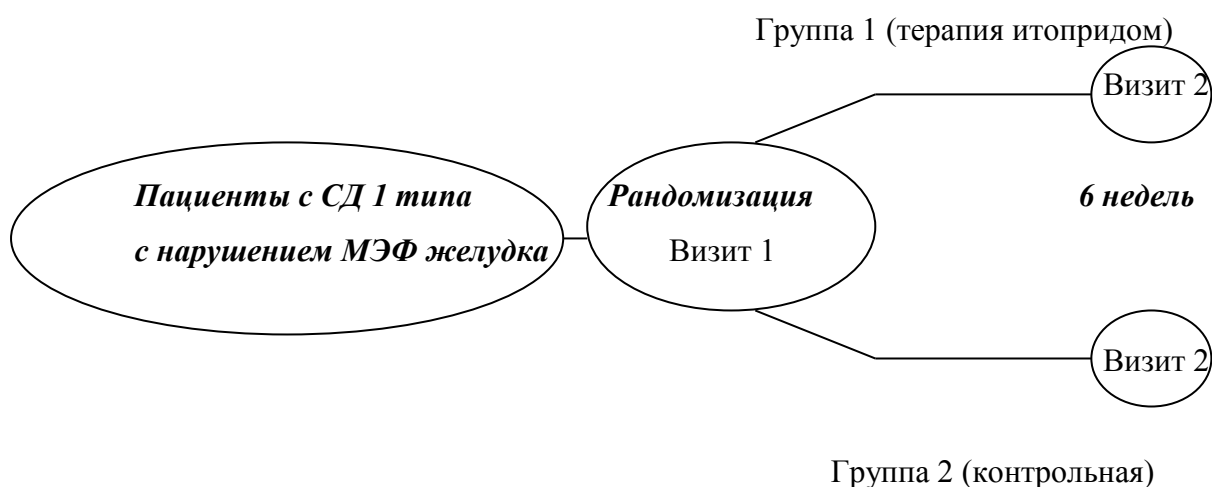 Группа 1 (терапия итопридом)
Визит 2
Пациенты с СД 1 типа
с нарушением МЭФ желудка
Рандомизация
Визит 1
6 недель
Визит 2
Группа 2 (контрольная)